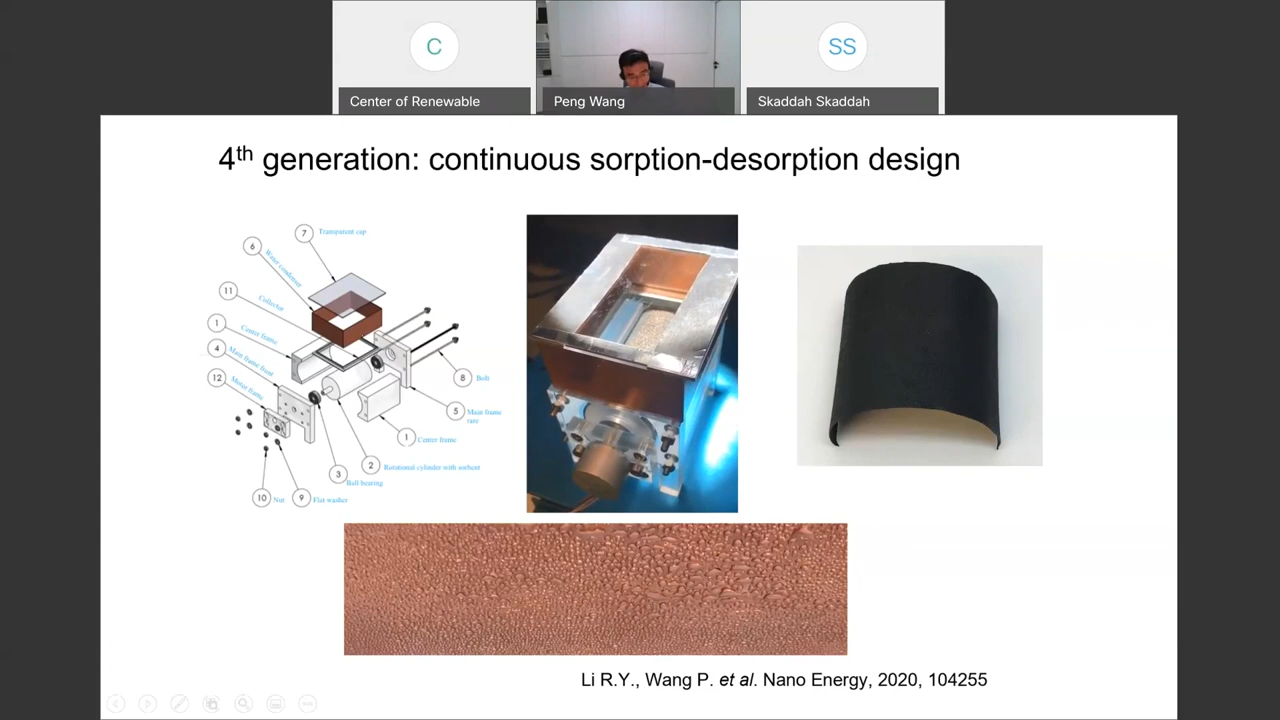 C
SS
Center of Renewable
Peng Wang
Skaddah Skaddah
4th generation: continuous sorption-desorption design
7
Transparent cap
6
Water condenser
11
Collector
1
Center frame
4
Main frame front
12
Motor frame
8
Bolt
5
Main frame
rare
1
Center frame
2
Rotational cylinder with sorbent
3
Ball bearing
10
Nut
9
Flat washer
Li R.Y., Wang P. et al. Nano Energy, 2020, 104255